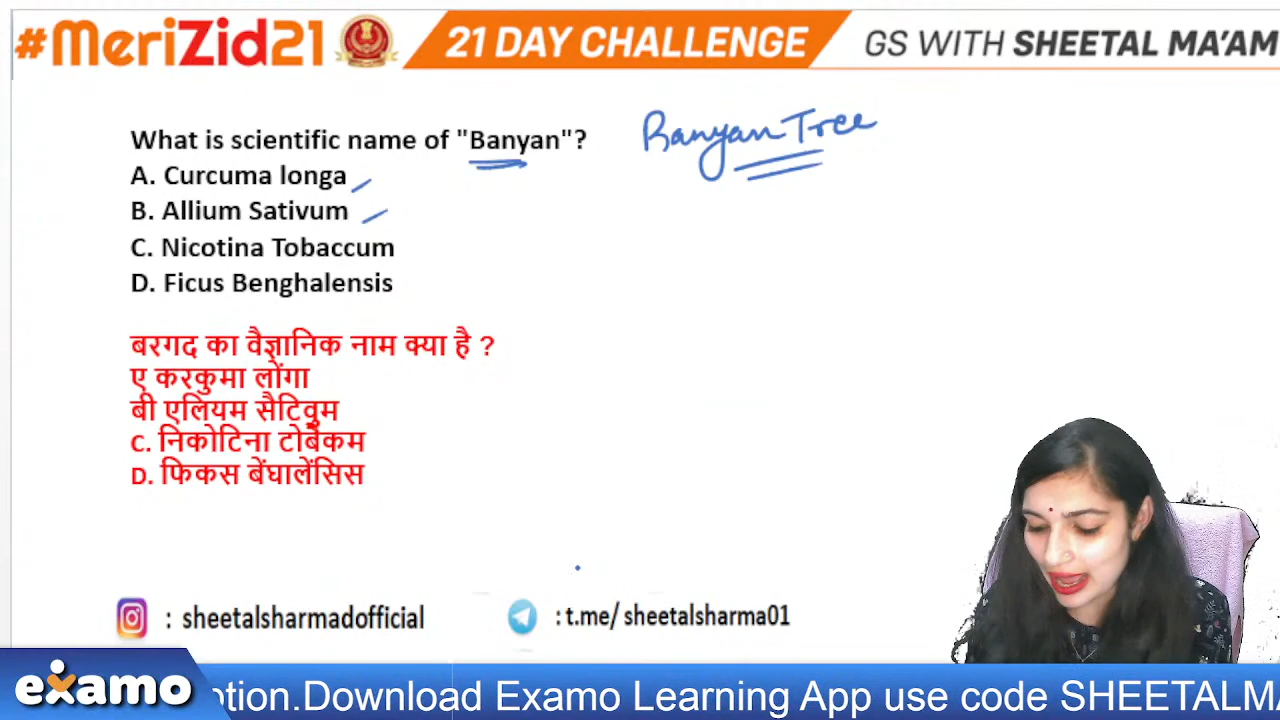 #MeriZid21 21 DAY CHALLENGE GS WITH SHEETAL MA'AM
What is scientific name of "Banyan"? Banyan Tree
A. Curcuma longa
B. Allium Sativum
C. Nicotina Tobaccum
D. Ficus Benghalensis
बरगद का वैज्ञानिक नाम क्या है ?
ए करकुमा लोंगा
बी एलियम सैटिवुम
C. निकोटिना टोबैकम
D. फिकस बेंघालेंसिस
: sheetalsharmadofficial : t.me/ sheetalsharma01
examo ption.Download Examo Learning App use code SHEETALMA